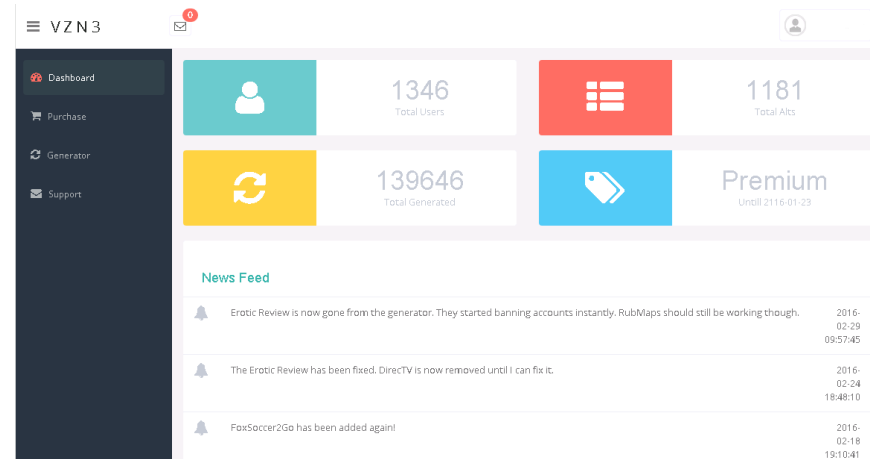 VZN3
0
Dashboard
Purchase
Generator
Support
1346
Total Users
1181
Total Alts
139646
Total Generated
Premium
Untill 2116-01-23
News Feed
Erotic Review is now gone from the generator. They started banning accounts instantly. RubMaps should still be working though.
2016-
02-29
09:57:45
The Erotic Review has been fixed. DirecTV is now removed until I can fix it.
2016-
02-24
18:48:10
FoxSoccer2Go has been added again!
2016-
02-18
19:10:41